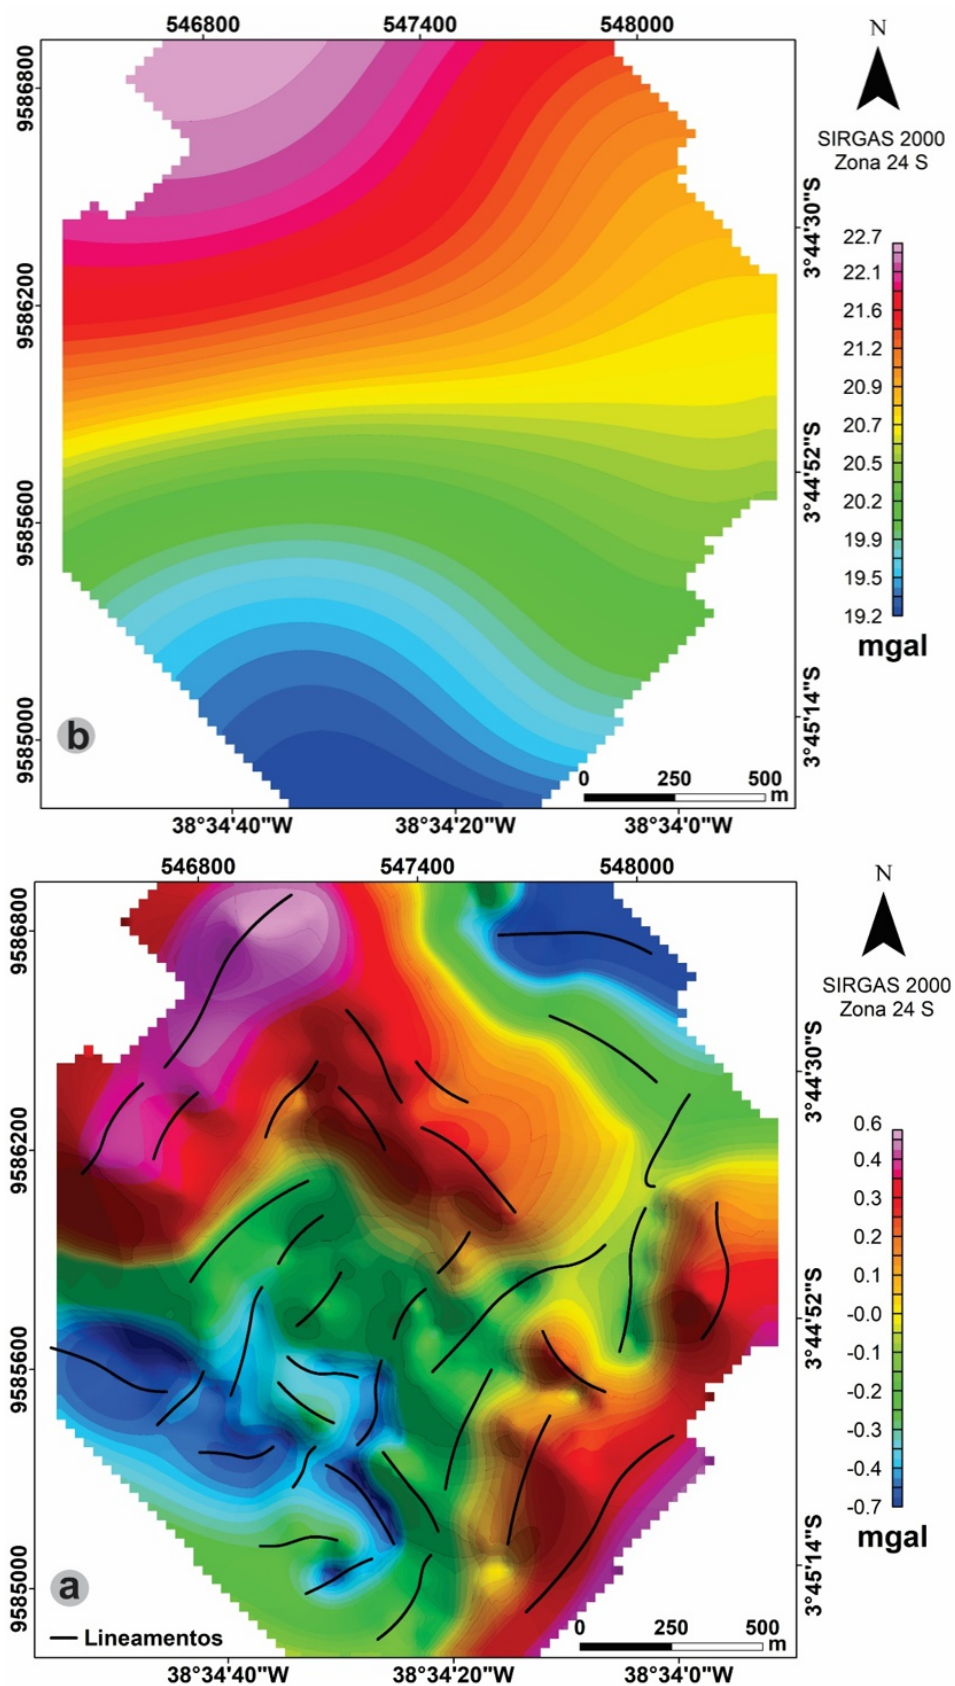 546800 547400 548000
9586800
9586200
9585600
9585000
3°44'30"S
3°44'52"S
3°45'14"S
N
SIRGAS 2000
Zona 24 S
22.7
22.1
21.6
21.2
20.9
20.7
20.5
20.2
19.9
19.5
19.2
mgal
b
0 250 500
m
38°34'40"W 38°34'20"W 38°34'0"W
546800 547400 548000
9586800
9586200
9585600
9585000
3°44'30"S
3°44'52"S
3°45'14"S
N
SIRGAS 2000
Zona 24 S
0.6
0.4
0.3
0.2
0.1
-0.0
-0.1
-0.2
-0.3
-0.4
-0.7
mgal
a
Lineamentos
0 250 500
m
38°34'40"W 38°34'20"W 38°34'0"W